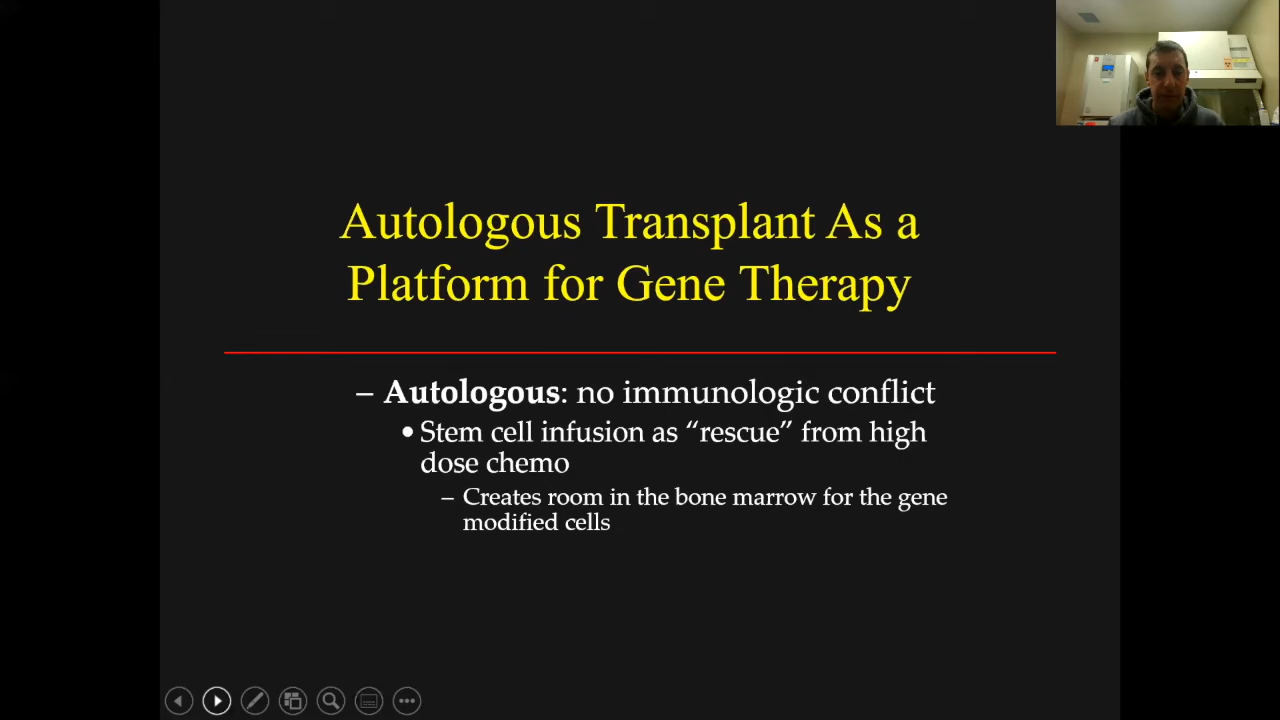 Autologous Transplant As a
Platform for Gene Therapy
– Autologous: no immunologic conflict
• Stem cell infusion as “rescue” from high
dose chemo
– Creates room in the bone marrow for the gene
modified cells